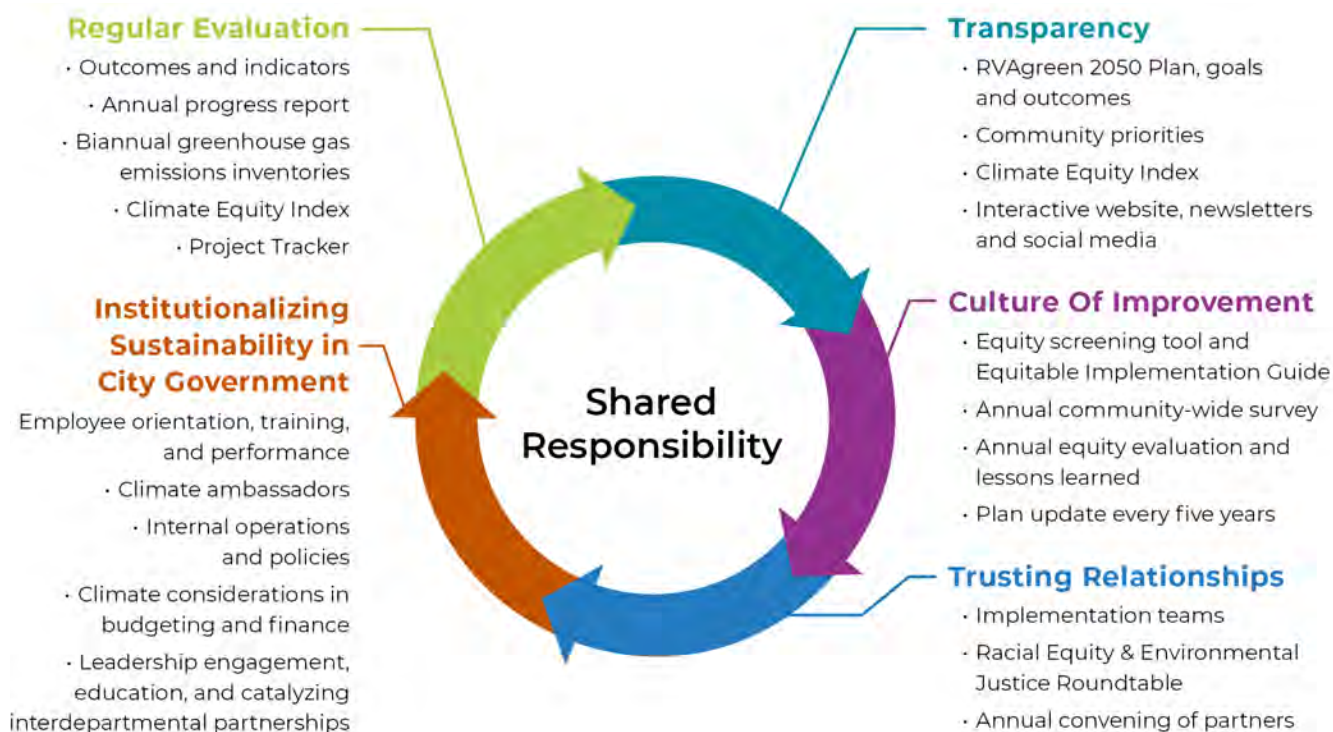 Regular Evaluation
· Outcomes and indicators
· Annual progress report
· Biannual greenhouse gas
emissions inventories
· Climate Equity Index
· Project Tracker
Institutionalizing
Sustainability in
City Government
Employee orientation, training,
and performance
· Climate ambassadors
· Internal operations
and policies
· Climate considerations in
budgeting and finance
· Leadership engagement,
education, and catalyzing
interdepartmental partnerships
Shared
Responsibility
Transparency
· RVAgreen 2050 Plan, goals
and outcomes
· Community priorities
· Climate Equity Index
· Interactive website, newsletters
and social media
Culture Of Improvement
· Equity screening tool and
Equitable Implementation Guide
· Annual community-wide survey
· Annual equity evaluation and
lessons learned
· Plan update every five years
Trusting Relationships
· Implementation teams
· Racial Equity & Environmental
Justice Roundtable
· Annual convening of partners